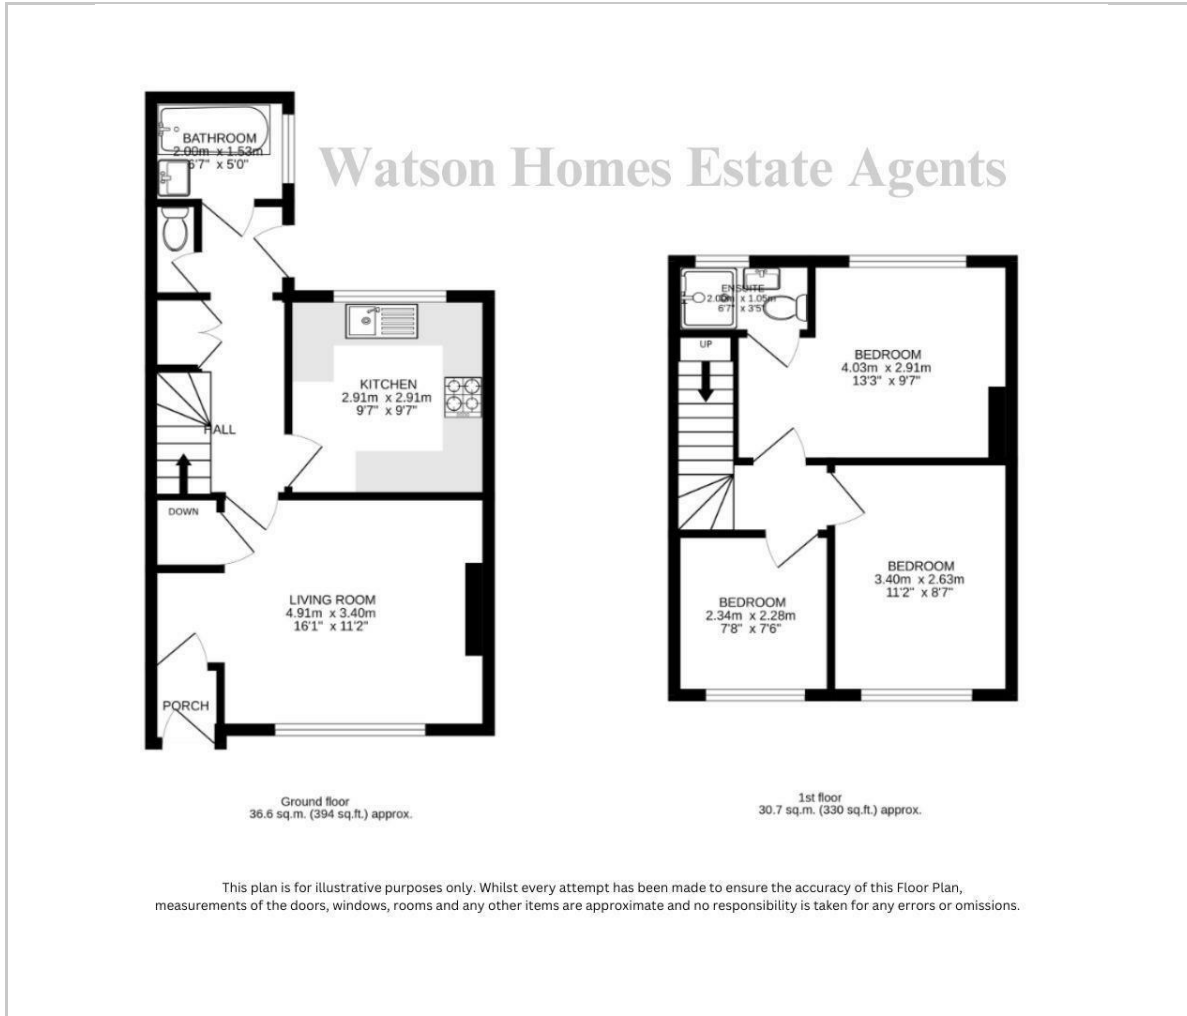 Watson Homes Estate Agents
BATHROOM
2.00m x 1.53m
6'7" x 5'0"
KITCHEN
2.91m x 2.91m
9'7" x 9'7"
HALL
DOWN
LIVING ROOM
4.91m x 3.40m
16'1" x 11'2"
PORCH
Ground floor
36.6 sq.m. (394 sq.ft.) approx.
ENSUITE
2.00m x 1.05m
6'7" x 3'5"
UP
BEDROOM
4.03m x 2.91m
13'3" x 9'7"
BEDROOM
3.40m x 2.63m
11'2" x 8'7"
BEDROOM
2.34m x 2.28m
7'8" x 7'6"
1st floor
30.7 sq.m. (330 sq.ft.) approx.
This plan is for illustrative purposes only. Whilst every attempt has been made to ensure the accuracy of this Floor Plan,
measurements of the doors, windows, rooms and any other items are approximate and no responsibility is taken for any errors or omissions.